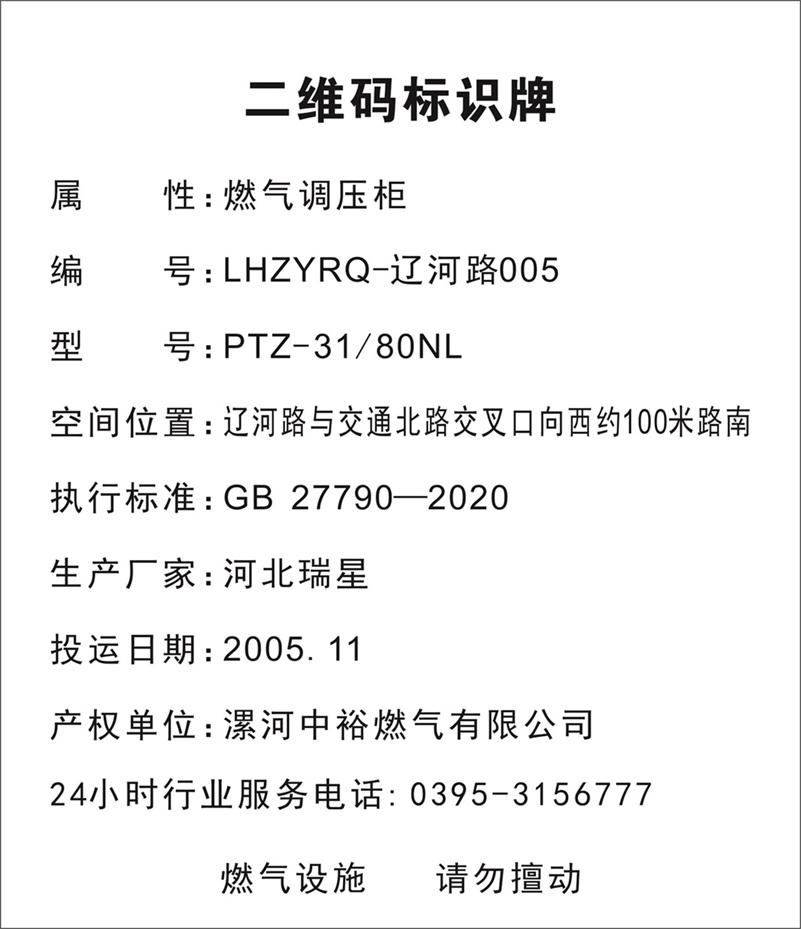 二维码标识牌
属　　性：燃气调压柜
编　　号：LHZYRQ-辽河路005
型　　号：PTZ-31/80NL
空间位置：辽河路与交通北路交叉口向西约100米路南
执行标准：GB 27790—2020
生产厂家：河北瑞星
投运日期：2005.11
产权单位：漯河中裕燃气有限公司
24小时行业服务电话：0395-3156777
燃气设施　　请勿擅动